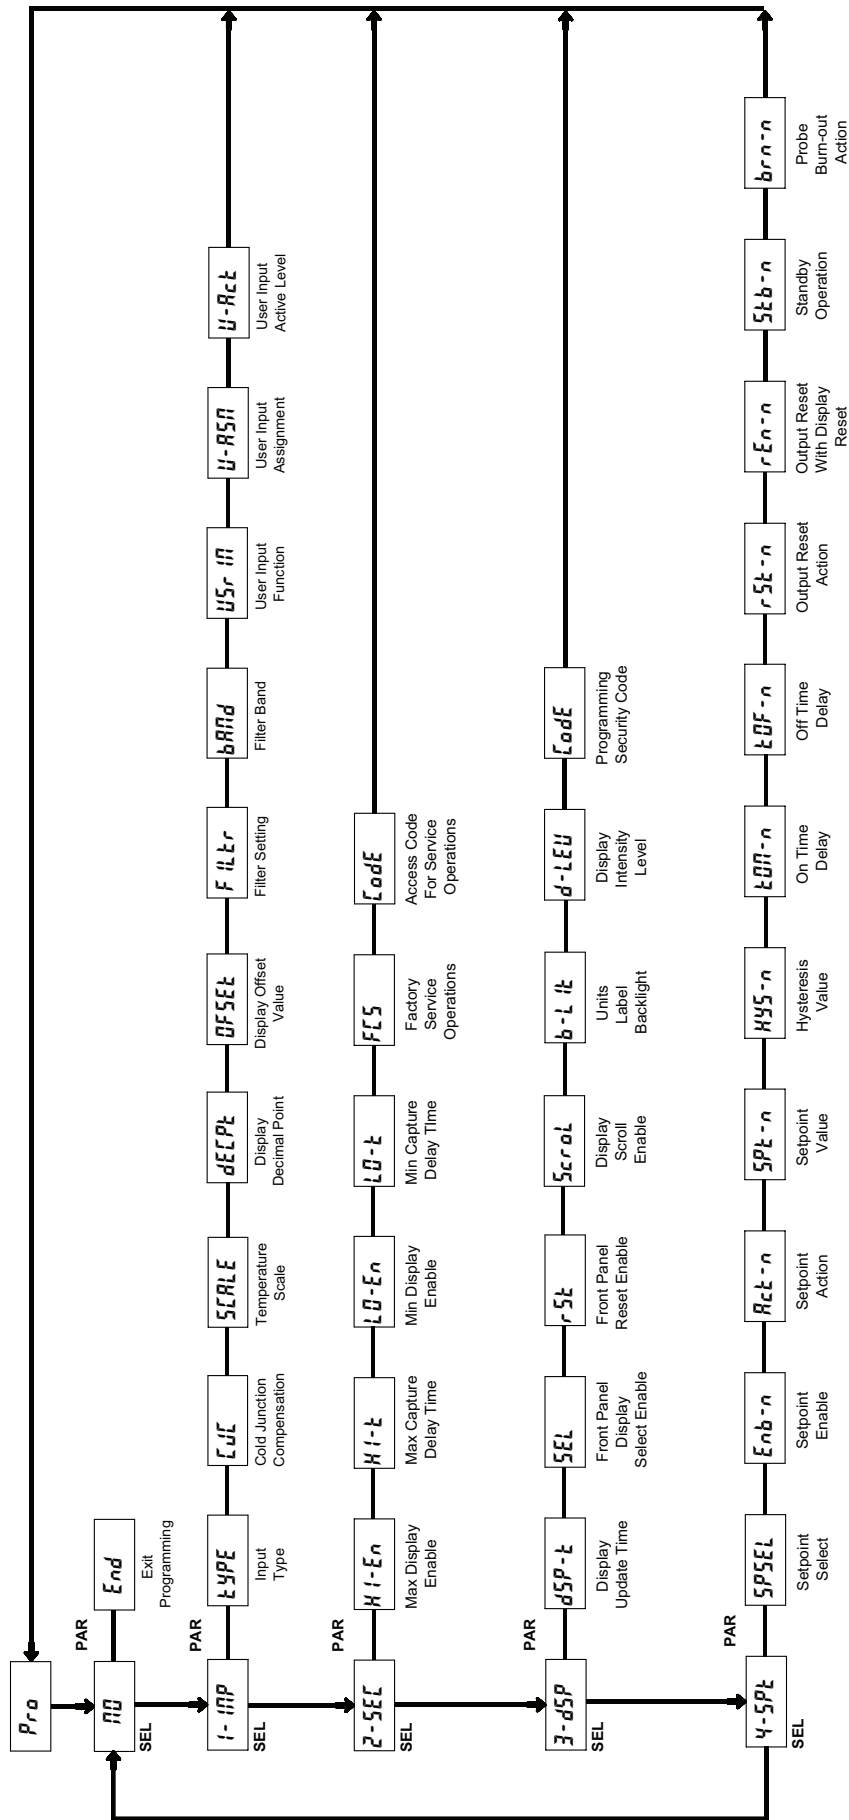 Pro
NO
SEL
PAR
End
Exit
Programming
1-INP
SEL
PAR
tYPE
Input
Type
CJC
Cold Junction
Compensation
SCALE
Temperature
Scale
dECPt
Display
Decimal Point
OFSEt
Display Offset
Value
FILtr
Filter Setting
bANd
Filter Band
USrIN
User Input
Function
U-ASN
User Input
Assignment
U-Act
User Input
Active Level
2-SEC
SEL
PAR
HI-En
Max Display
Enable
HI-t
Max Capture
Delay Time
LO-En
Min Display
Enable
LO-t
Min Capture
Delay TIme
FCS
Factory
Service
Operations
CodE
Access Code
For Service
Operations
3-dSP
SEL
PAR
dSP-t
Display
Update Time
SEL
Front Panel
Display
Select Enable
rSt
Front Panel
Reset Enable
ScroL
Display
Scroll
Enable
b-LIt
Units
Label
Backlight
d-LEU
Display
Intensity
Level
CodE
Programming
Security Code
4-SPt
SEL
PAR
SPSEL
Setpoint
Select
Enb-n
Setpoint
Enable
Act-n
Setpoint
Action
SPt-n
Setpoint
Value
HYS-n
Hysteresis
Value
tON-n
On Time
Delay
tOF-n
Off Time
Delay
rSt-n
Output Reset
Action
rEn-n
Output Reset
With Display
Reset
Stb-n
Standby
Operation
brn-n
Probe
Burn-out
Action